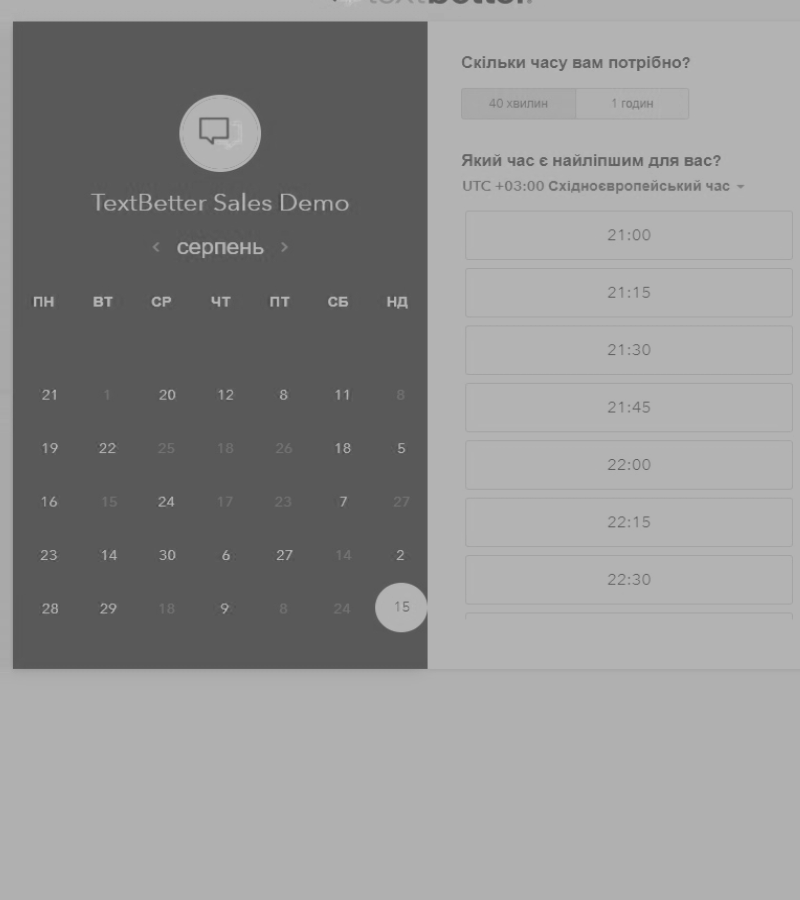 textbetter.
TextBetter Sales Demo
серпень
ПН ВТ СР ЧТ ПТ СБ НД
21 1 20 12 8 11 8
19 22 25 18 26 18 5
16 15 24 17 23 7 27
23 14 30 6 27 14 2
28 29 18 9 8 24 15
Скільки часу вам потрібно?
40 хвилин 1 годин
Який час є найліпшим для вас?
UTC +03:00 Східноєвропейський час
21:00
21:15
21:30
21:45
22:00
22:15
22:30